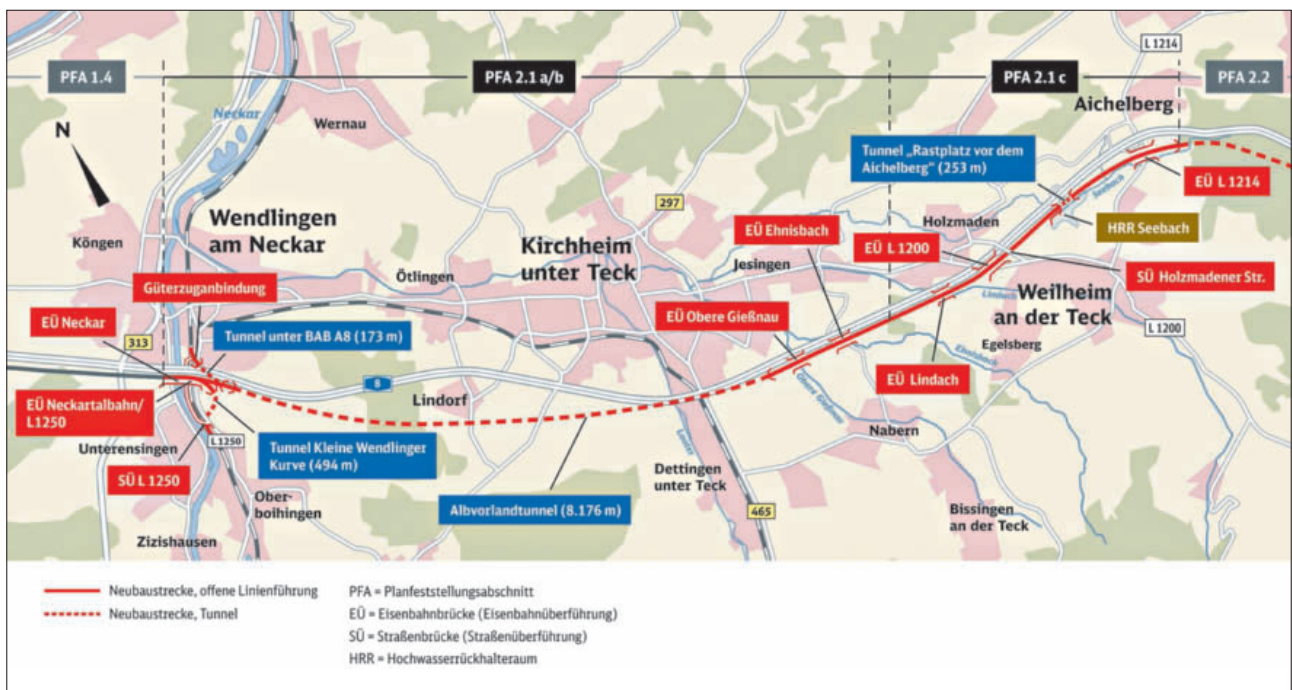 PFA 1.4
PFA 2.1 a/b
PFA 2.1 c
PFA 2.2
L 1214
Aichelberg
Neckar
Wernau
N
Tunnel „Rastplatz vor dem
Aichelberg“ (253 m)
Seebach
EÜ L 1214
297
Wendlingen
am Neckar
Köngen
Holzmaden
HRR Seebach
EÜ Ehnisbach
EÜ L 1200
Kirchheim
unter Teck
Ötlingen
Jesingen
SÜ Holzmadener Str.
Güterzuganbindung
Lindach
Weilheim
an der Teck
EÜ Neckar
EÜ Obere Gießnau
L 1200
313
Tunnel unter BAB A8 (173 m)
Egelsberg
Ehnisbach
8
EÜ Lindach
EÜ Neckartalbahn/
L1250
Lindorf
Obere Gießnau
Unterensingen
L 1250
Tunnel Kleine Wendlinger
Kurve (494 m)
Nabern
Lauter
SÜ L 1250
Dettingen
unter Teck
Ober-
boihingen
Albvorlandtunnel (8.176 m)
465
Bissingen
an der Teck
Zizishausen
Neubaustrecke, offene Linienführung
Neubaustrecke, Tunnel
PFA = Planfeststellungsabschnitt
EÜ = Eisenbahnbrücke (Eisenbahnüberführung)
SÜ = Straßenbrücke (Straßenüberführung)
HRR = Hochwasserrückhalteraum